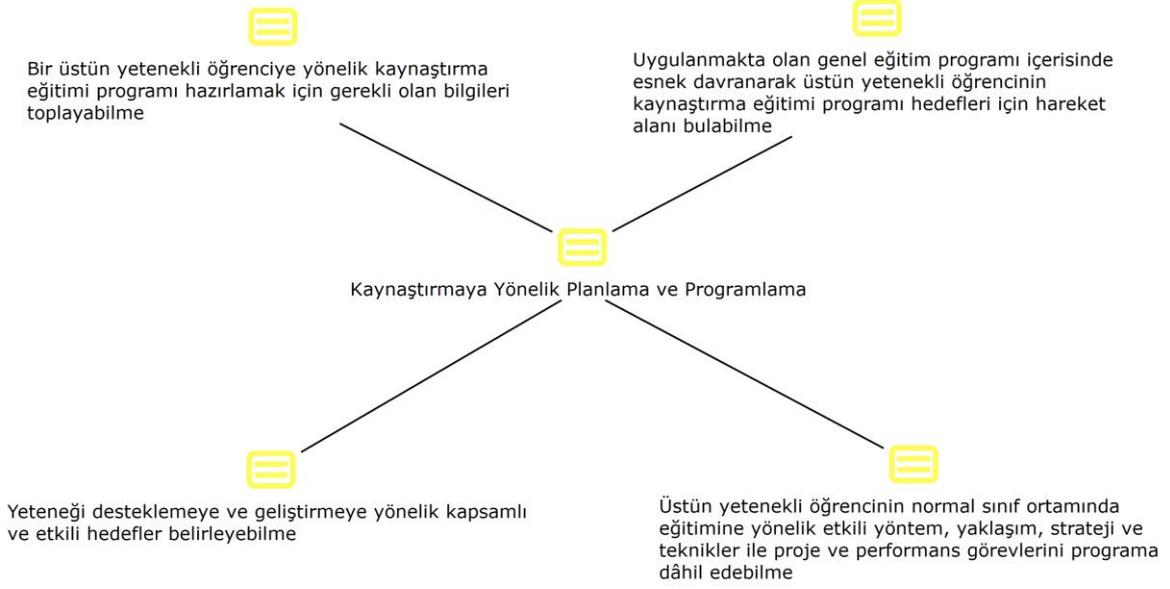 Bir üstün yetenekli öğrenciye yönelik kaynaştırma
eğitimi programı hazırlamak için gerekli olan bilgileri
toplayabilme
Uygulanmakta olan genel eğitim programı içerisinde
esnek davranarak üstün yetenekli öğrencinin
kaynaştırma eğitimi programı hedefleri için hareket
alanı bulabilme
Kaynaştırmaya Yönelik Planlama ve Programlama
Yeteneği desteklemeye ve geliştirmeye yönelik kapsamlı
ve etkili hedefler belirleyebilme
Üstün yetenekli öğrencinin normal sınıf ortamında
eğitimine yönelik etkili yöntem, yaklaşım, strateji ve
teknikler ile proje ve performans görevlerini programa
dâhil edebilme